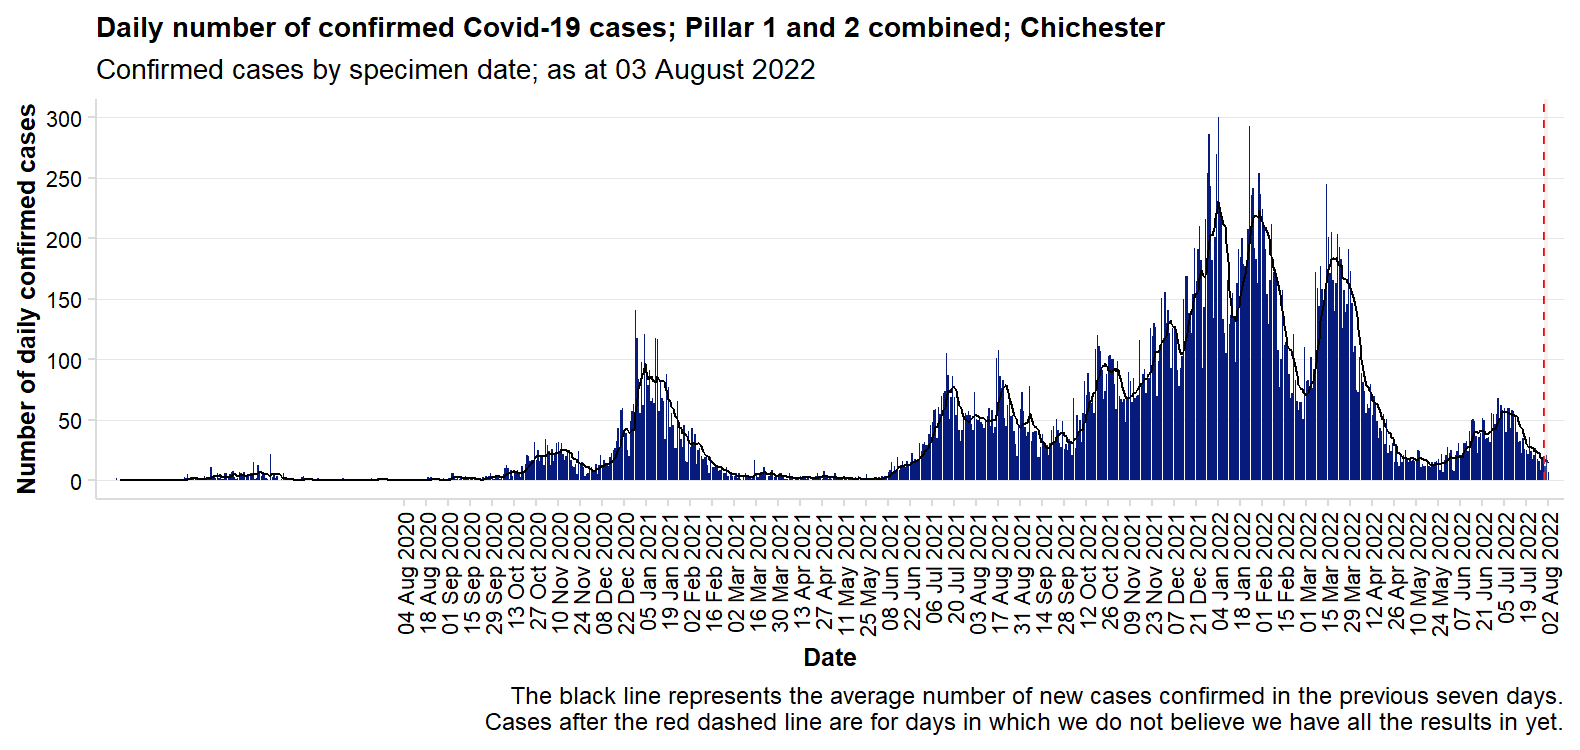 Daily number of confirmed Covid-19 cases; Pillar 1 and 2 combined; Chichester
Confirmed cases by specimen date; as at 03 August 2022
Number of daily confirmed cases
300
250
200
150
100
50
0
04 Aug 2020
18 Aug 2020
01 Sep 2020
15 Sep 2020
29 Sep 2020
13 Oct 2020
27 Oct 2020
10 Nov 2020
24 Nov 2020
08 Dec 2020
22 Dec 2020
05 Jan 2021
19 Jan 2021
02 Feb 2021
16 Feb 2021
02 Mar 2021
16 Mar 2021
30 Mar 2021
13 Apr 2021
27 Apr 2021
11 May 2021
25 May 2021
08 Jun 2021
22 Jun 2021
06 Jul 2021
20 Jul 2021
03 Aug 2021
17 Aug 2021
31 Aug 2021
14 Sep 2021
28 Sep 2021
12 Oct 2021
26 Oct 2021
09 Nov 2021
23 Nov 2021
07 Dec 2021
21 Dec 2021
04 Jan 2022
18 Jan 2022
01 Feb 2022
15 Feb 2022
01 Mar 2022
15 Mar 2022
29 Mar 2022
12 Apr 2022
26 Apr 2022
10 May 2022
24 May 2022
07 Jun 2022
21 Jun 2022
05 Jul 2022
19 Jul 2022
02 Aug 2022
Date
The black line represents the average number of new cases confirmed in the previous seven days.
Cases after the red dashed line are for days in which we do not believe we have all the results in yet.